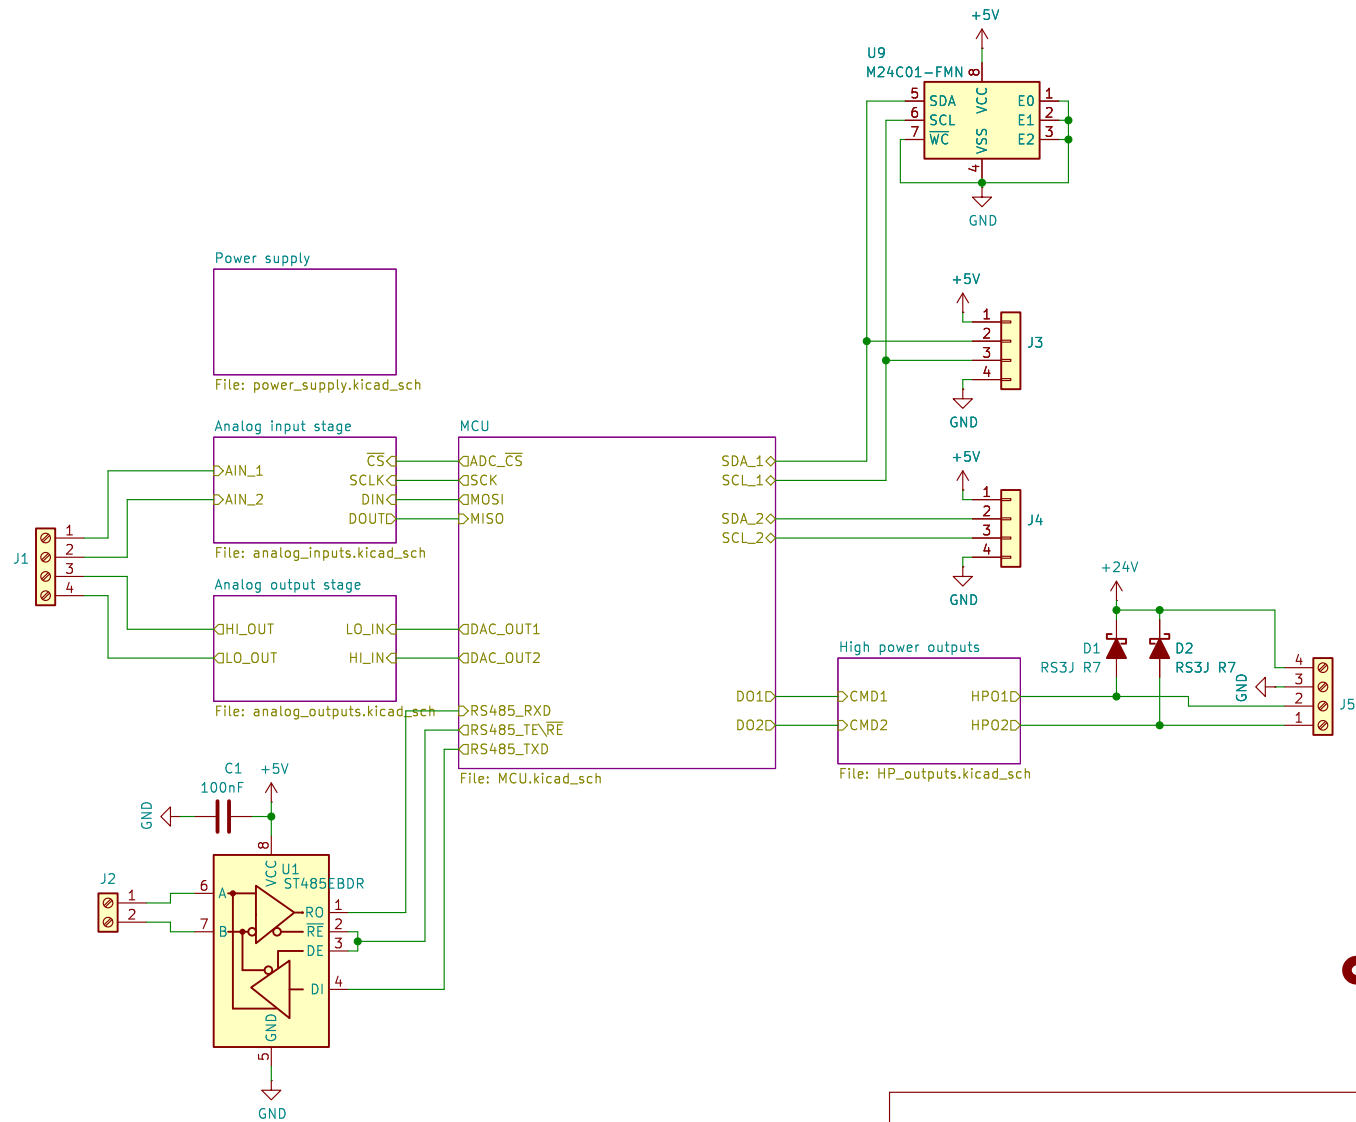 +5V
U9
M24C01-FMN
8
5 SDA VCC E0 1
6 SCL E1 2
7 WC VSS E2 3
4
GND
Power supply
File: power_supply.kicad_sch
+5V
1
2
3
4
J3
GND
Analog input stage
AIN_1
AIN_2
CS
SCLK
DIN
DOUT
File: analog_inputs.kicad_sch
MCU
ADC_CS
SCK
MOSI
MISO
SDA_1
SCL_1
SDA_2
SCL_2
+5V
1
2
3
4
J4
GND
J1
1
2
3
4
Analog output stage
HI_OUT
LO_OUT
LO_IN
HI_IN
File: analog_outputs.kicad_sch
DAC_OUT1
DAC_OUT2
RS485_RXD
RS485_TE\RE
RS485_TXD
DO1
DO2
File: MCU.kicad_sch
High power outputs
CMD1
CMD2
HPO1
HPO2
File: HP_outputs.kicad_sch
+24V
D1
RS3J R7
D2
RS3J R7
GND
4
3
2
1
J5
C1
100nF
+5V
GND
8
VCC
U1
ST485EBDR
J2
1
2
6 A
7 B
RO 1
RE 2
DE 3
DI 4
GND
5
GND